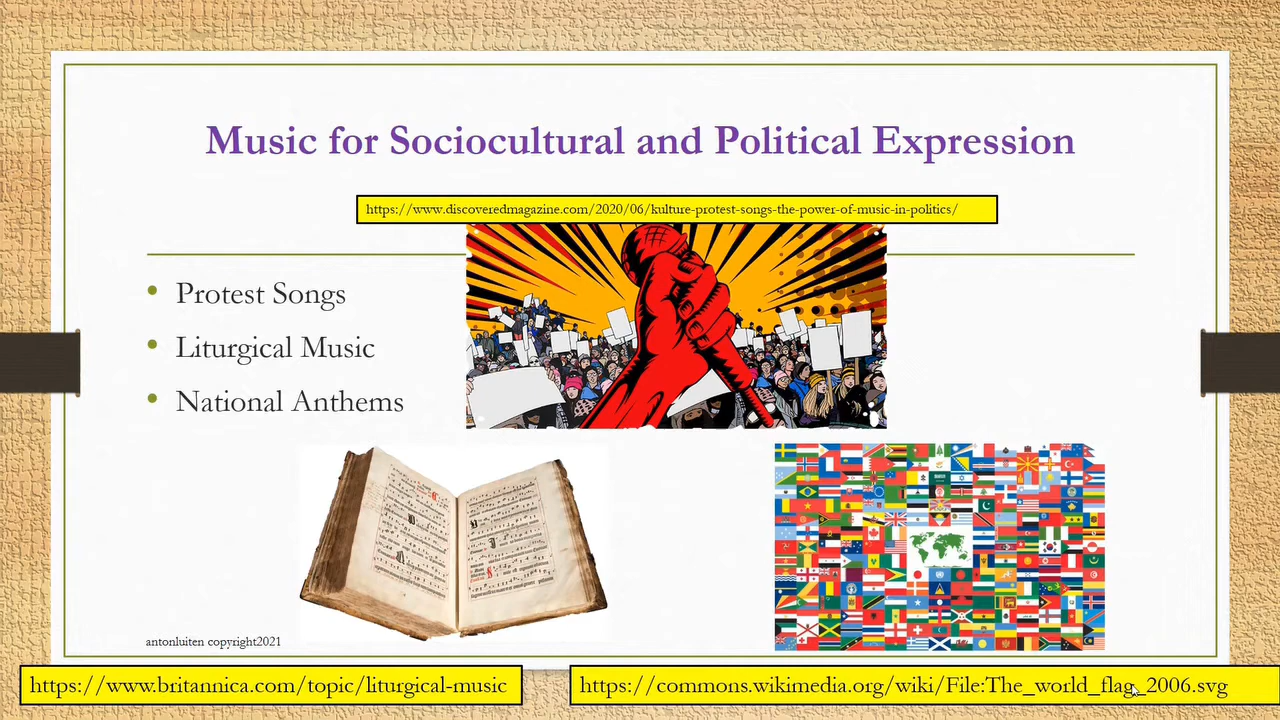 Music for Sociocultural and Political Expression
https://www.discoveredmagazine.com/2020/06/kulture-protest-songs-the-power-of-music-in-politics/
• Protest Songs
• Liturgical Music
• National Anthems
antonluiten copyright2021
https://www.britannica.com/topic/liturgical-music
https://commons.wikimedia.org/wiki/File:The_world_flag_2006.svg